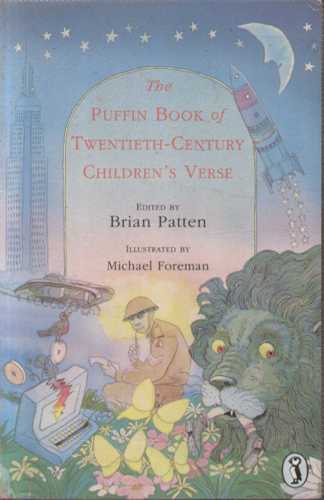 The
PUFFIN BOOK of
TWENTIETH-CENTURY
CHILDREN'S VERSE
EDITED BY
Brian Patten
ILLUSTRATED BY
Michael Foreman